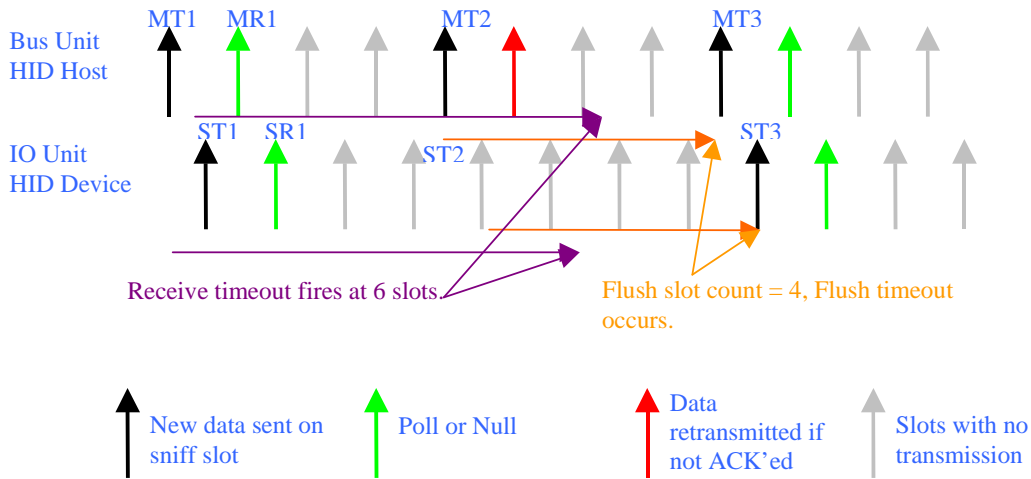 MT1 MR1 MT2 MT3
Bus Unit
HID Host
ST1 SR1 ST2 ST3
IO Unit
HID Device
Receive timeout fires at 6 slots.
Flush slot count = 4, Flush timeout
occurs.
New data sent on
sniff slot
Poll or Null
Data
retransmitted if
not ACK'ed
Slots with no
transmission